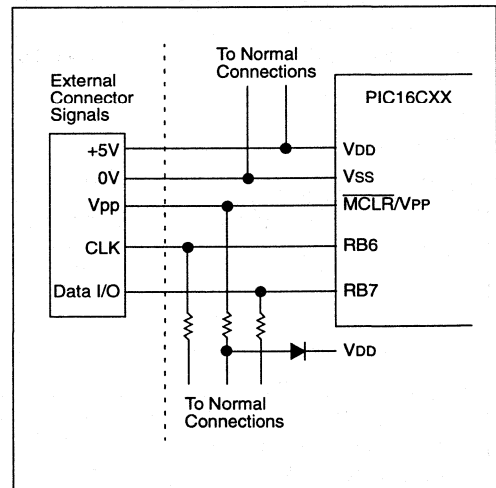 To Normal
Connections
External
Connector
Signals
PIC16CXX
+5V
VDD
0V
VSS
Vpp
MCLR/VPP
CLK
RB6
Data I/O
RB7
VDD
To Normal
Connections